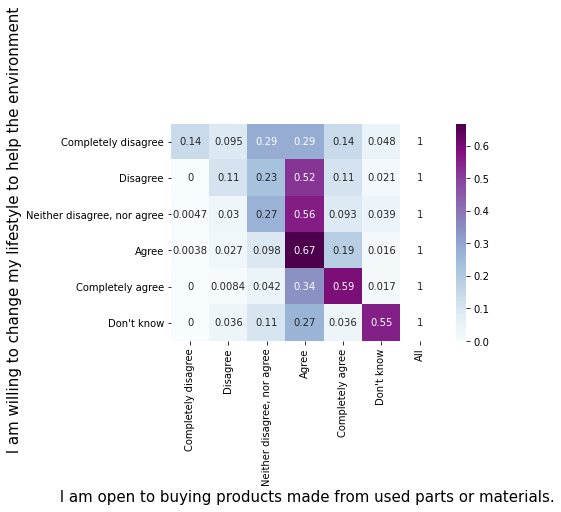 I am willing to change my lifestyle to help the environment
Completely disagree 0.14 0.095 0.29 0.29 0.14 0.048 1
Disagree 0 0.11 0.23 0.52 0.11 0.021 1
Neither disagree, nor agree 0.0047 0.03 0.27 0.56 0.093 0.039 1
Agree 0.0038 0.027 0.098 0.67 0.19 0.016 1
Completely agree 0 0.0084 0.042 0.34 0.59 0.017 1
Don't know 0 0.036 0.11 0.27 0.036 0.55 1
Completely disagree
Disagree
Neither disagree, nor agree
Agree
Completely agree
Don't know
All
0.6
0.5
0.4
0.3
0.2
0.1
0.0
I am open to buying products made from used parts or materials.